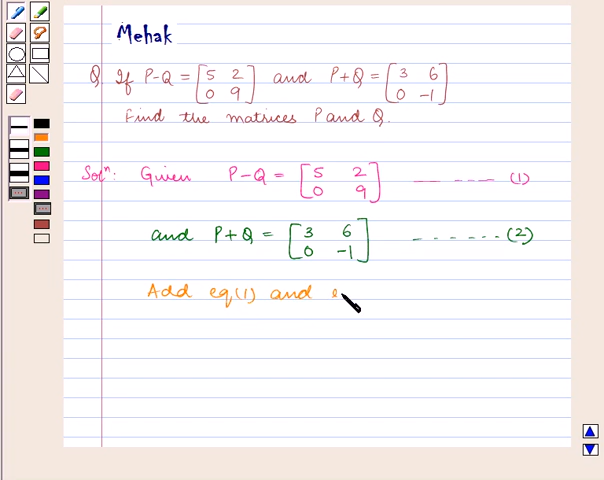 Mehak
Q If P-Q = [5 2 0 9] and P+Q = [3 6 0 -1]
Find the matrices P and Q.
Solⁿ: Given P-Q = [5 2 0 9] ------- (1)
and P+Q = [3 6 0 -1] ------- (2)
Add eq(1) and e